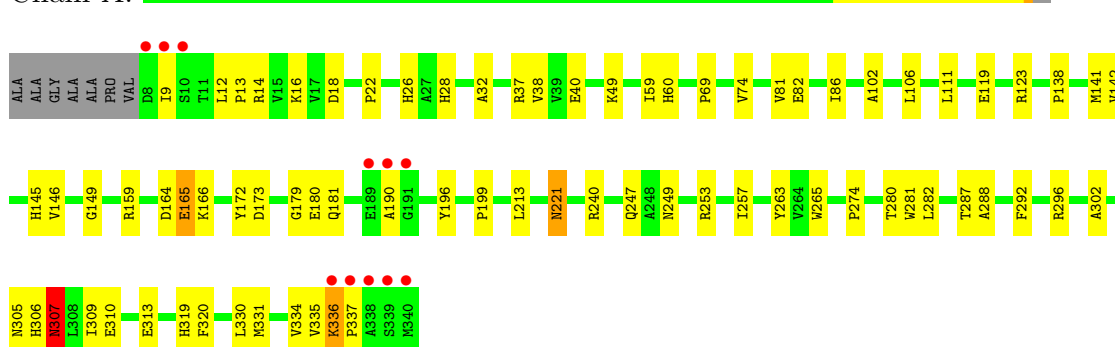 ALA ALA GLY ALA ALA PRO VAL D8 I9 S10 T11 L12 P13 R14 V15 K16 V17 D18 P22 H26 A27 H28 A32 R37 V38 V39 E40 K49 I59 H60 P69 V74 V81 E82 I86 A102 L106 L111 E119 R123 P138 M141
H145 V146 G149 R159 D164 E165 K166 Y172 D173 G179 E180 Q181 E189 A190 G191 Y196 P199 L213 N221 R240 Q247 A248 N249 R253 I257 Y263 V264 W265 P274 T280 W281 L282 T287 A288 F292 R296 A302
N305 H306 N307 L308 I309 E310 E313 H319 F320 L330 M331 V334 V335 K336 P337 A338 S339 M340